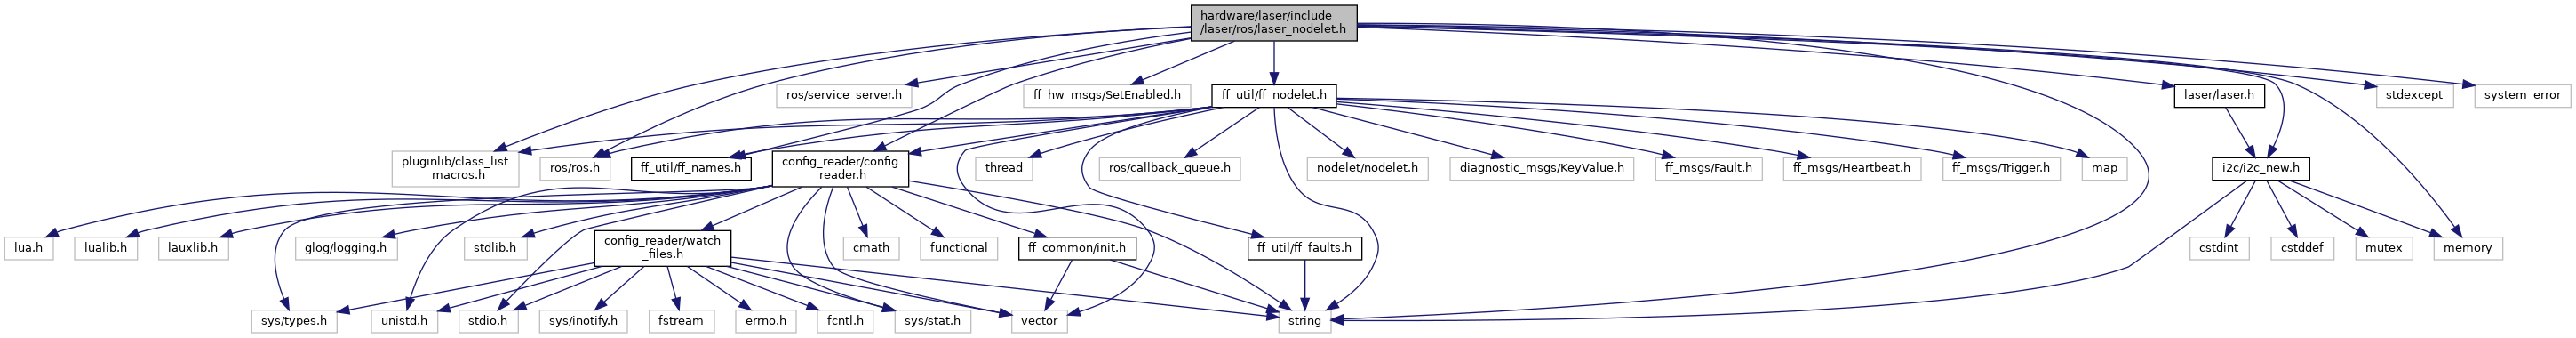 hardware/laser/include
/laser/ros/laser_nodelet.h
ros/service_server.h
ff_hw_msgs/SetEnabled.h
ff_util/ff_nodelet.h
laser/laser.h
stdexcept
system_error
pluginlib/class_list
_macros.h
ros/ros.h
ff_util/ff_names.h
config_reader/config
_reader.h
thread
ros/callback_queue.h
nodelet/nodelet.h
diagnostic_msgs/KeyValue.h
ff_msgs/Fault.h
ff_msgs/Heartbeat.h
ff_msgs/Trigger.h
map
i2c/i2c_new.h
lua.h
lualib.h
lauxlib.h
glog/logging.h
stdlib.h
config_reader/watch
_files.h
cmath
functional
ff_common/init.h
ff_util/ff_faults.h
cstdint
cstddef
mutex
memory
sys/types.h
unistd.h
stdio.h
sys/inotify.h
fstream
errno.h
fcntl.h
sys/stat.h
vector
string